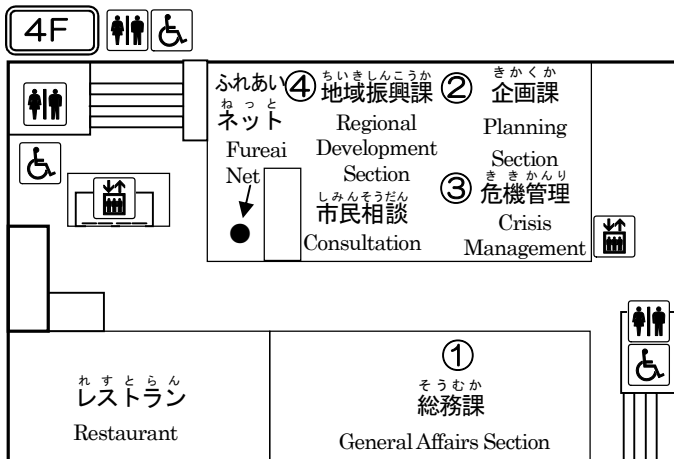 4F
ふれあい
ねっと
ネット
Fureai
Net
④
ちいきしんこうか
地域振興課
Regional
Development
Section
しみんそうだん
市民相談
Consultation
②
きかくか
企画課
Planning
Section
③
ききかんり
危機管理
Crisis
Management
れすとらん
レストラン
Restaurant
①
そうむか
総務課
General Affairs Section